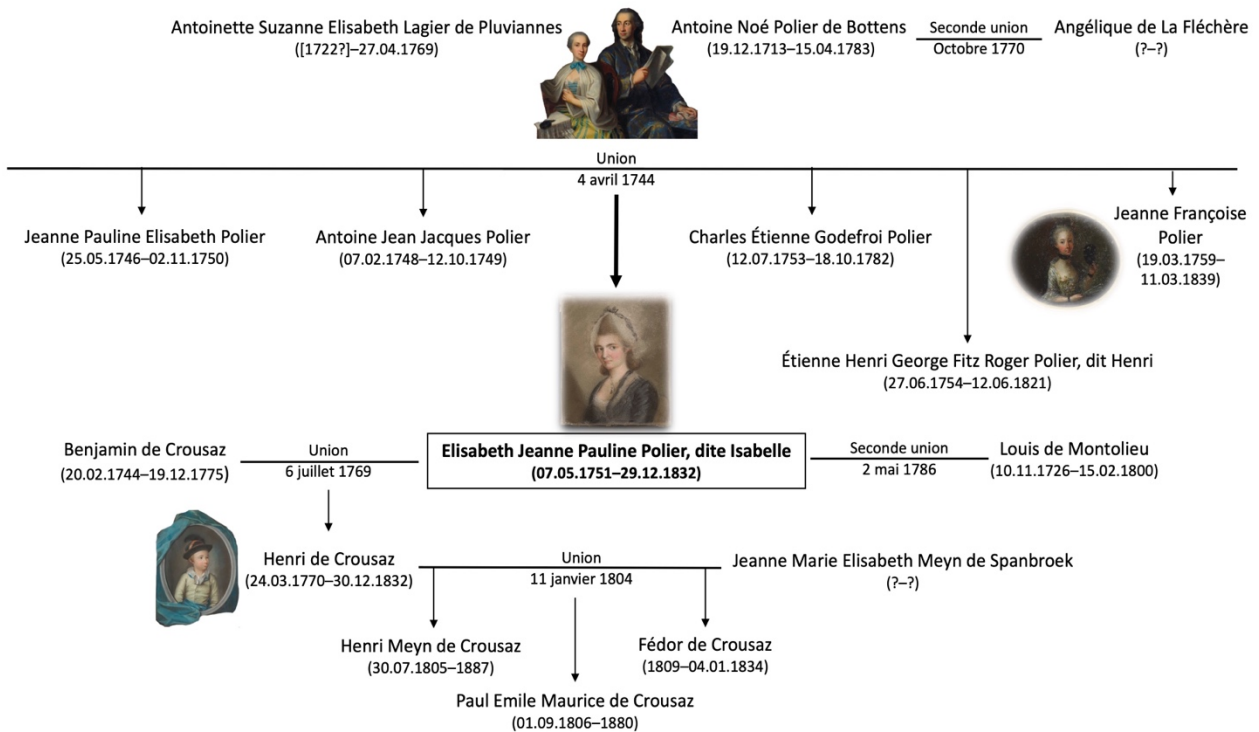 Antoinette Suzanne Elisabeth Lagier de Pluviannes
([1722?]–27.04.1769)
Antoine Noé Polier de Bottens
(19.12.1713–15.04.1783)
Seconde union
Octobre 1770
Angélique de La Fléchère
(?–?)
Union
4 avril 1744
Jeanne Pauline Elisabeth Polier
(25.05.1746–02.11.1750)
Antoine Jean Jacques Polier
(07.02.1748–12.10.1749)
Charles Étienne Godefroi Polier
(12.07.1753–18.10.1782)
Jeanne Françoise
Polier
(19.03.1759–
11.03.1839)
Étienne Henri George Fitz Roger Polier, dit Henri
(27.06.1754–12.06.1821)
Benjamin de Crousaz
(20.02.1744–19.12.1775)
Union
6 juillet 1769
Elisabeth Jeanne Pauline Polier, dite Isabelle
(07.05.1751–29.12.1832)
Seconde union
2 mai 1786
Louis de Montolieu
(10.11.1726–15.02.1800)
Henri de Crousaz
(24.03.1770–30.12.1832)
Union
11 janvier 1804
Jeanne Marie Elisabeth Meyn de Spanbroek
(?–?)
Henri Meyn de Crousaz
(30.07.1805–1887)
Fédor de Crousaz
(1809–04.01.1834)
Paul Emile Maurice de Crousaz
(01.09.1806–1880)